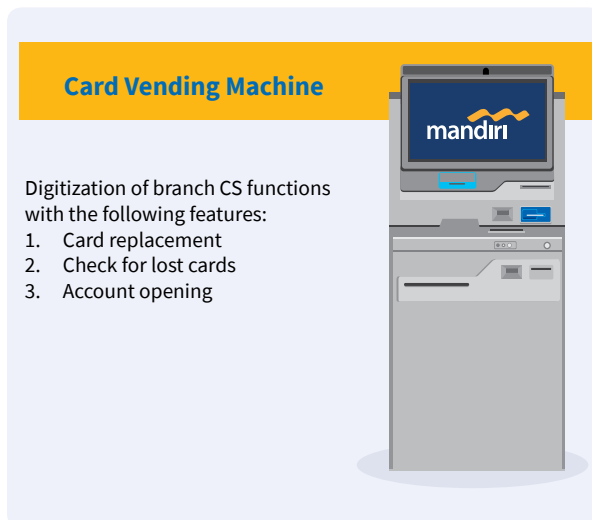 Card Vending Machine
mandiri
Digitization of branch CS functions
with the following features:
1. Card replacement
2. Check for lost cards
3. Account opening